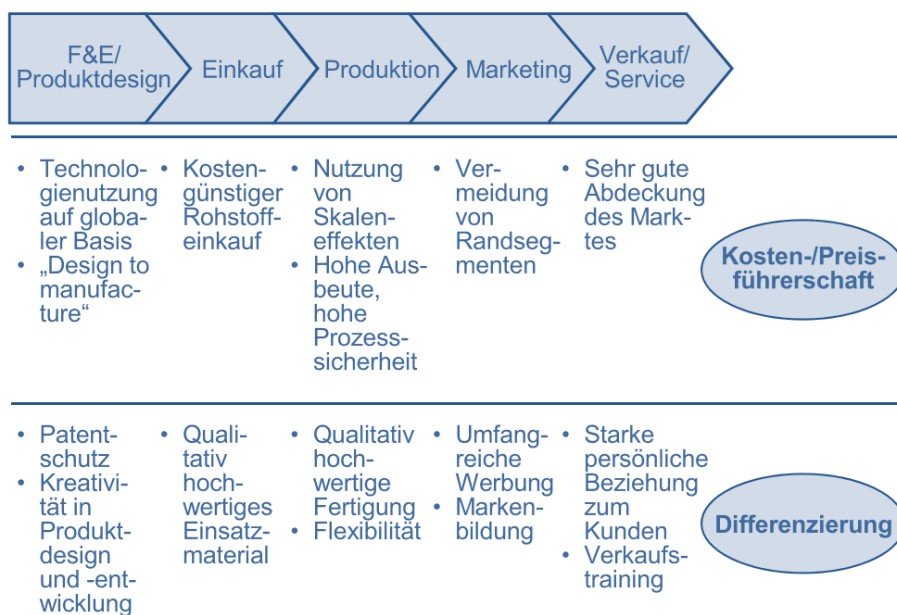 F&E/
Produktdesign
Einkauf
Produktion
Marketing
Verkauf/
Service
• Technolo-
gienutzung
auf globa-
ler Basis
• „Design to
manufac-
ture“
• Kosten-
günstiger
Rohstoff-
einkauf
• Nutzung
von
Skalen-
effekten
• Hohe Aus-
beute,
hohe
Prozess-
sicherheit
• Ver-
meidung
von
Randseg-
menten
• Sehr gute
Abdeckung
des Mark-
tes
Kosten-/Preis-
führerschaft
• Patent-
schutz
• Kreativi-
tät in
Produkt-
design
und -ent-
wicklung
• Quali-
tativ
hoch-
wertiges
Einsatz-
material
• Qualitativ
hoch-
wertige
Fertigung
• Flexibilität
• Umfang-
reiche
Werbung
• Marken-
bildung
• Starke
persönliche
Beziehung
zum
Kunden
• Verkaufs-
training
Differenzierung